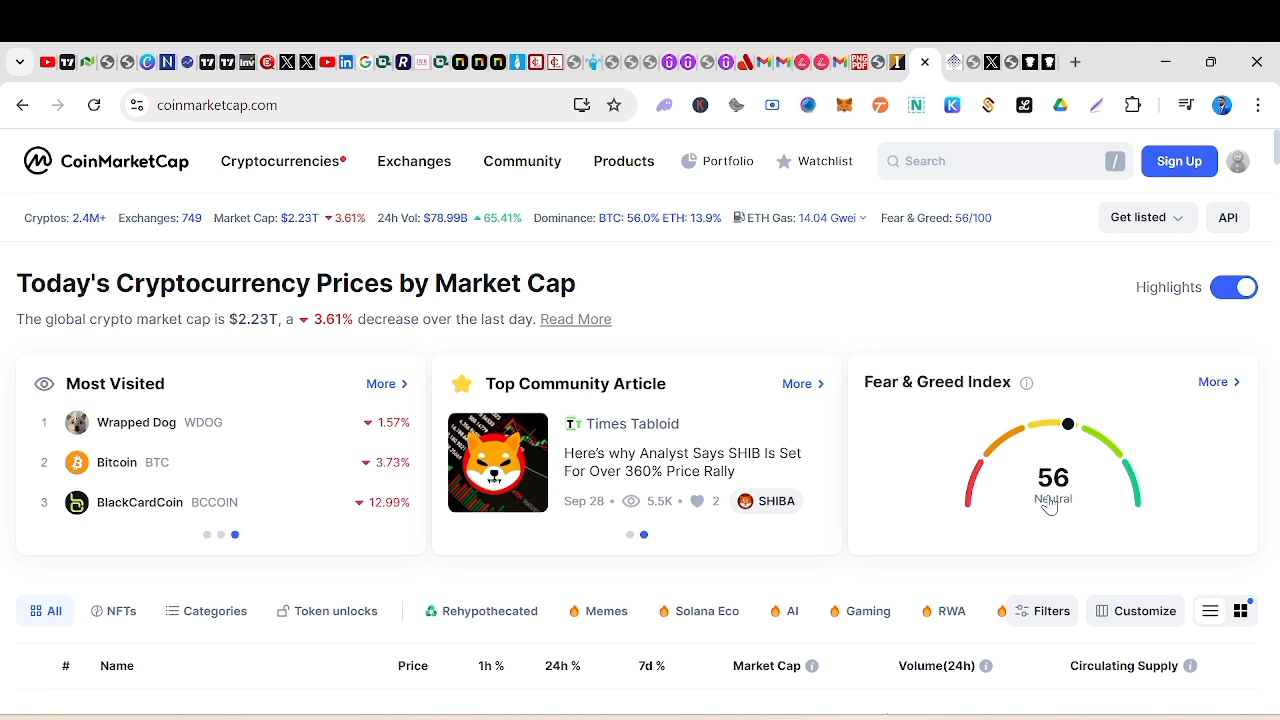 coinmarketcap.com
CoinMarketCap Cryptocurrencies Exchanges Community Products Portfolio Watchlist Search / Sign Up
Cryptos: 2.4M+ Exchanges: 749 Market Cap: $2.23T 3.61% 24h Vol: $78.99B 65.41% Dominance: BTC: 56.0% ETH: 13.9% ETH Gas: 14.04 Gwei Fear & Greed: 56/100 Get listed API
Today's Cryptocurrency Prices by Market Cap
Highlights
The global crypto market cap is $2.23T, a 3.61% decrease over the last day. Read More
Most Visited More
1 Wrapped Dog WDOG 1.57%
2 Bitcoin BTC 3.73%
3 BlackCardCoin BCCOIN 12.99%
Top Community Article More
Times Tabloid
Here's why Analyst Says SHIB Is Set
For Over 360% Price Rally
Sep 28 • 5.5K • 2 SHIBA
Fear & Greed Index More
56
Neutral
All NFTs Categories Token unlocks Rehypothecated Memes Solana Eco AI Gaming RWA Filters Customize
# Name Price 1h % 24h % 7d % Market Cap Volume(24h) Circulating Supply